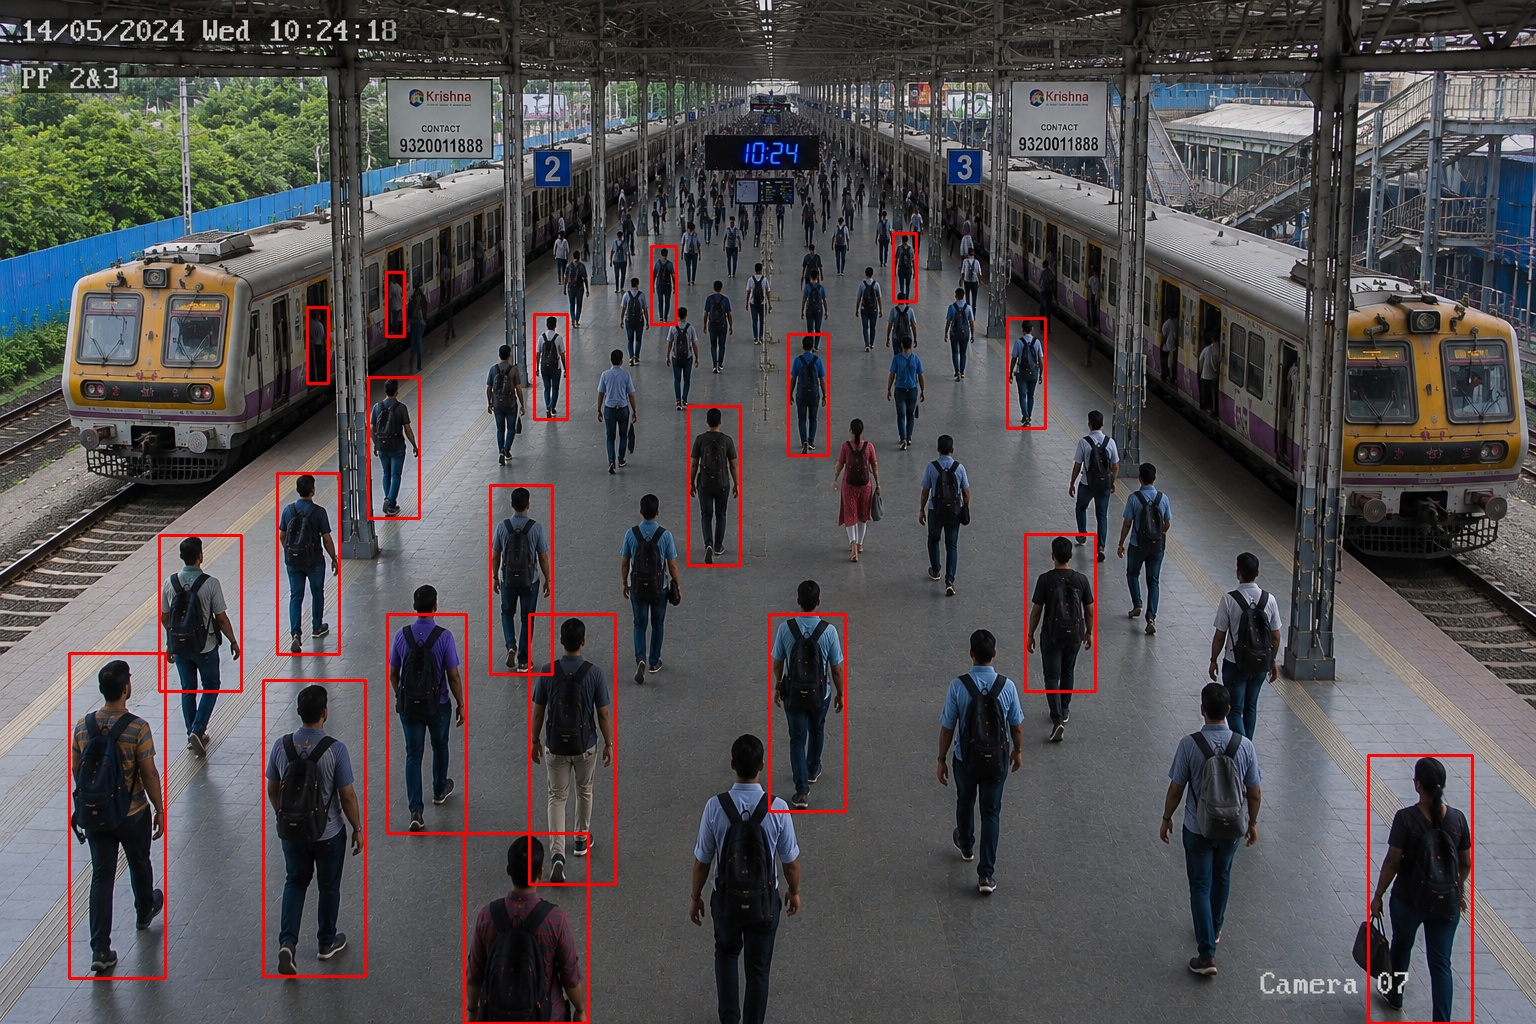 14/05/2024 Wed 10:24:18
PF 2&3
Krishna
CONTACT
9320011888
2
10:24
3
Krishna
CONTACT
9320011888
Camera 07